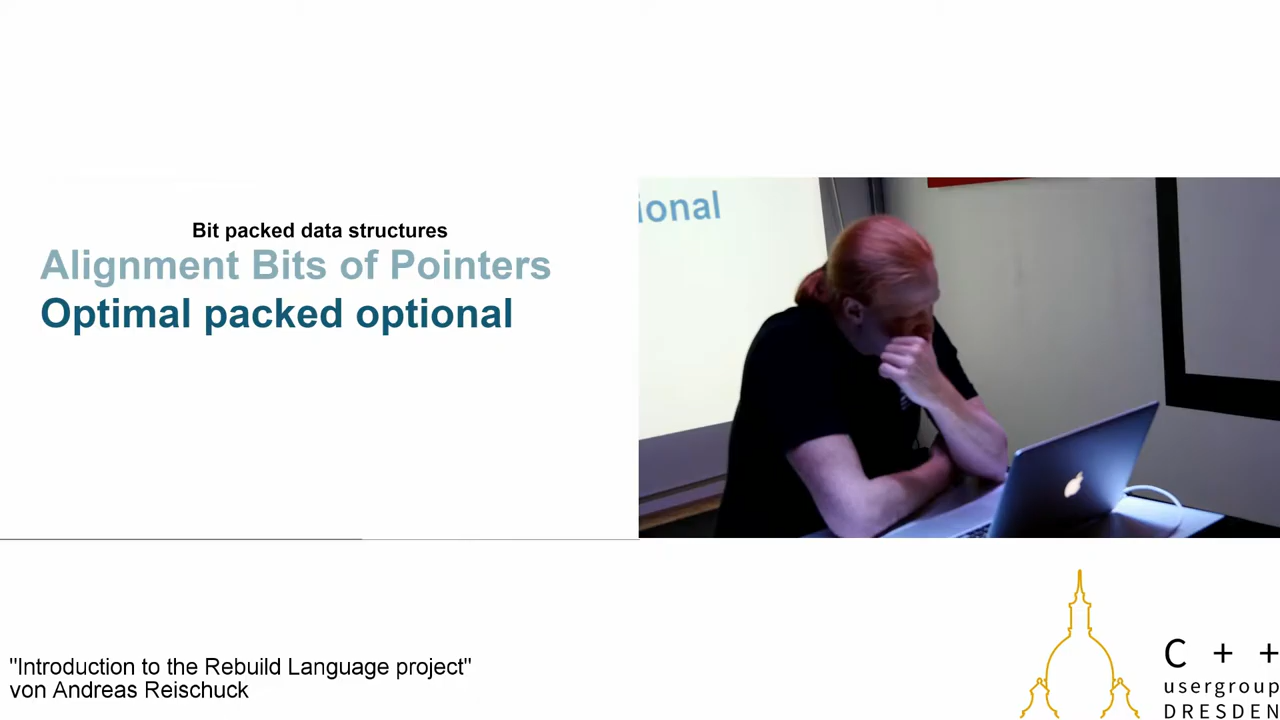 Bit packed data structures
Alignment Bits of Pointers
Optimal packed optional
ional
"Introduction to the Rebuild Language project"
von Andreas Reischuck
C + +
usergroup
DRESDEN